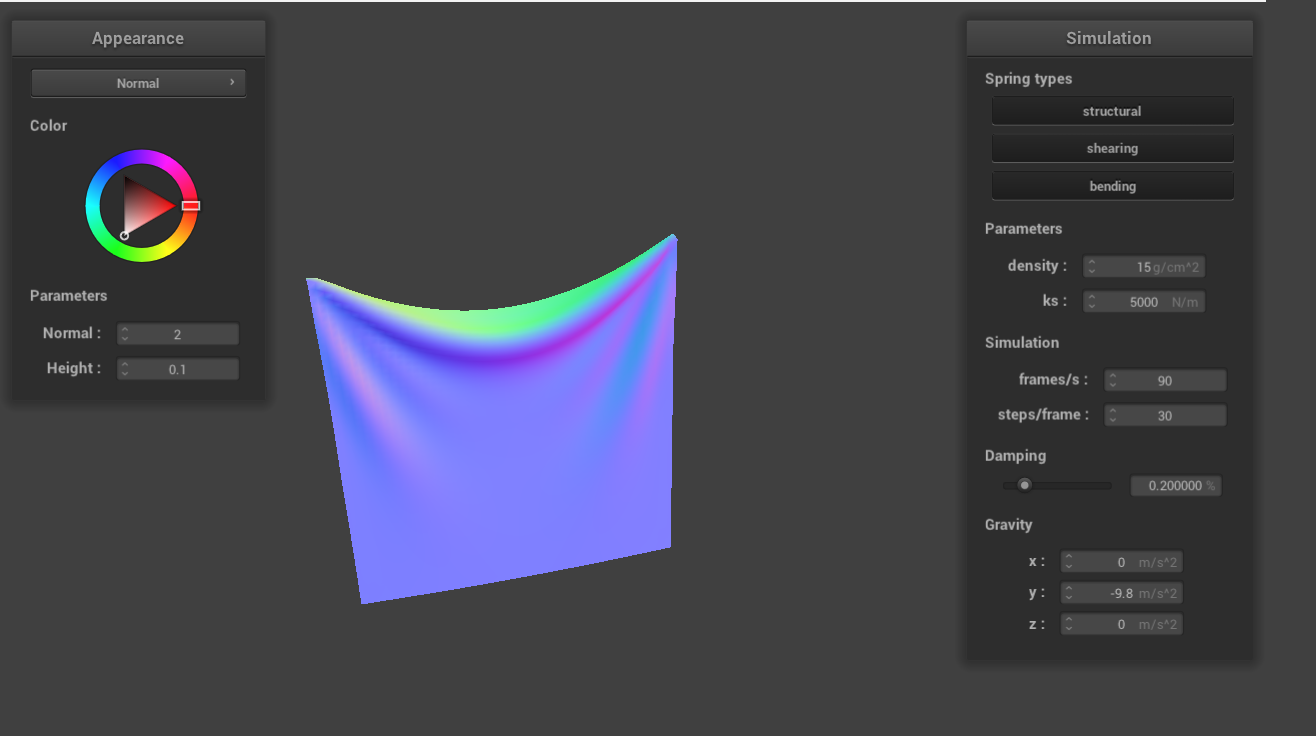 Appearance
Normal
Color
Parameters
Normal : 2
Height : 0.1
Simulation
Spring types
structural
shearing
bending
Parameters
density : 15 g/cm^2
ks : 5000 N/m
Simulation
frames/s : 90
steps/frame : 30
Damping
0.200000 %
Gravity
x : 0 m/s^2
y : -9.8 m/s^2
z : 0 m/s^2